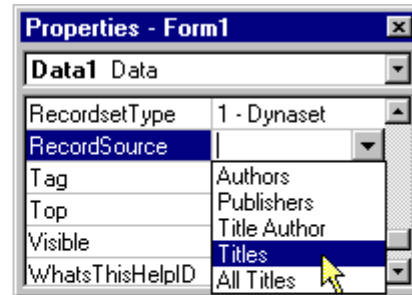 Properties - Form1
Data1 Data
RecordsetType 1 - Dynaset
RecordSource
Tag
Top
Visible
WhatsThisHelpID
Authors
Publishers
Title Author
Titles
All Titles